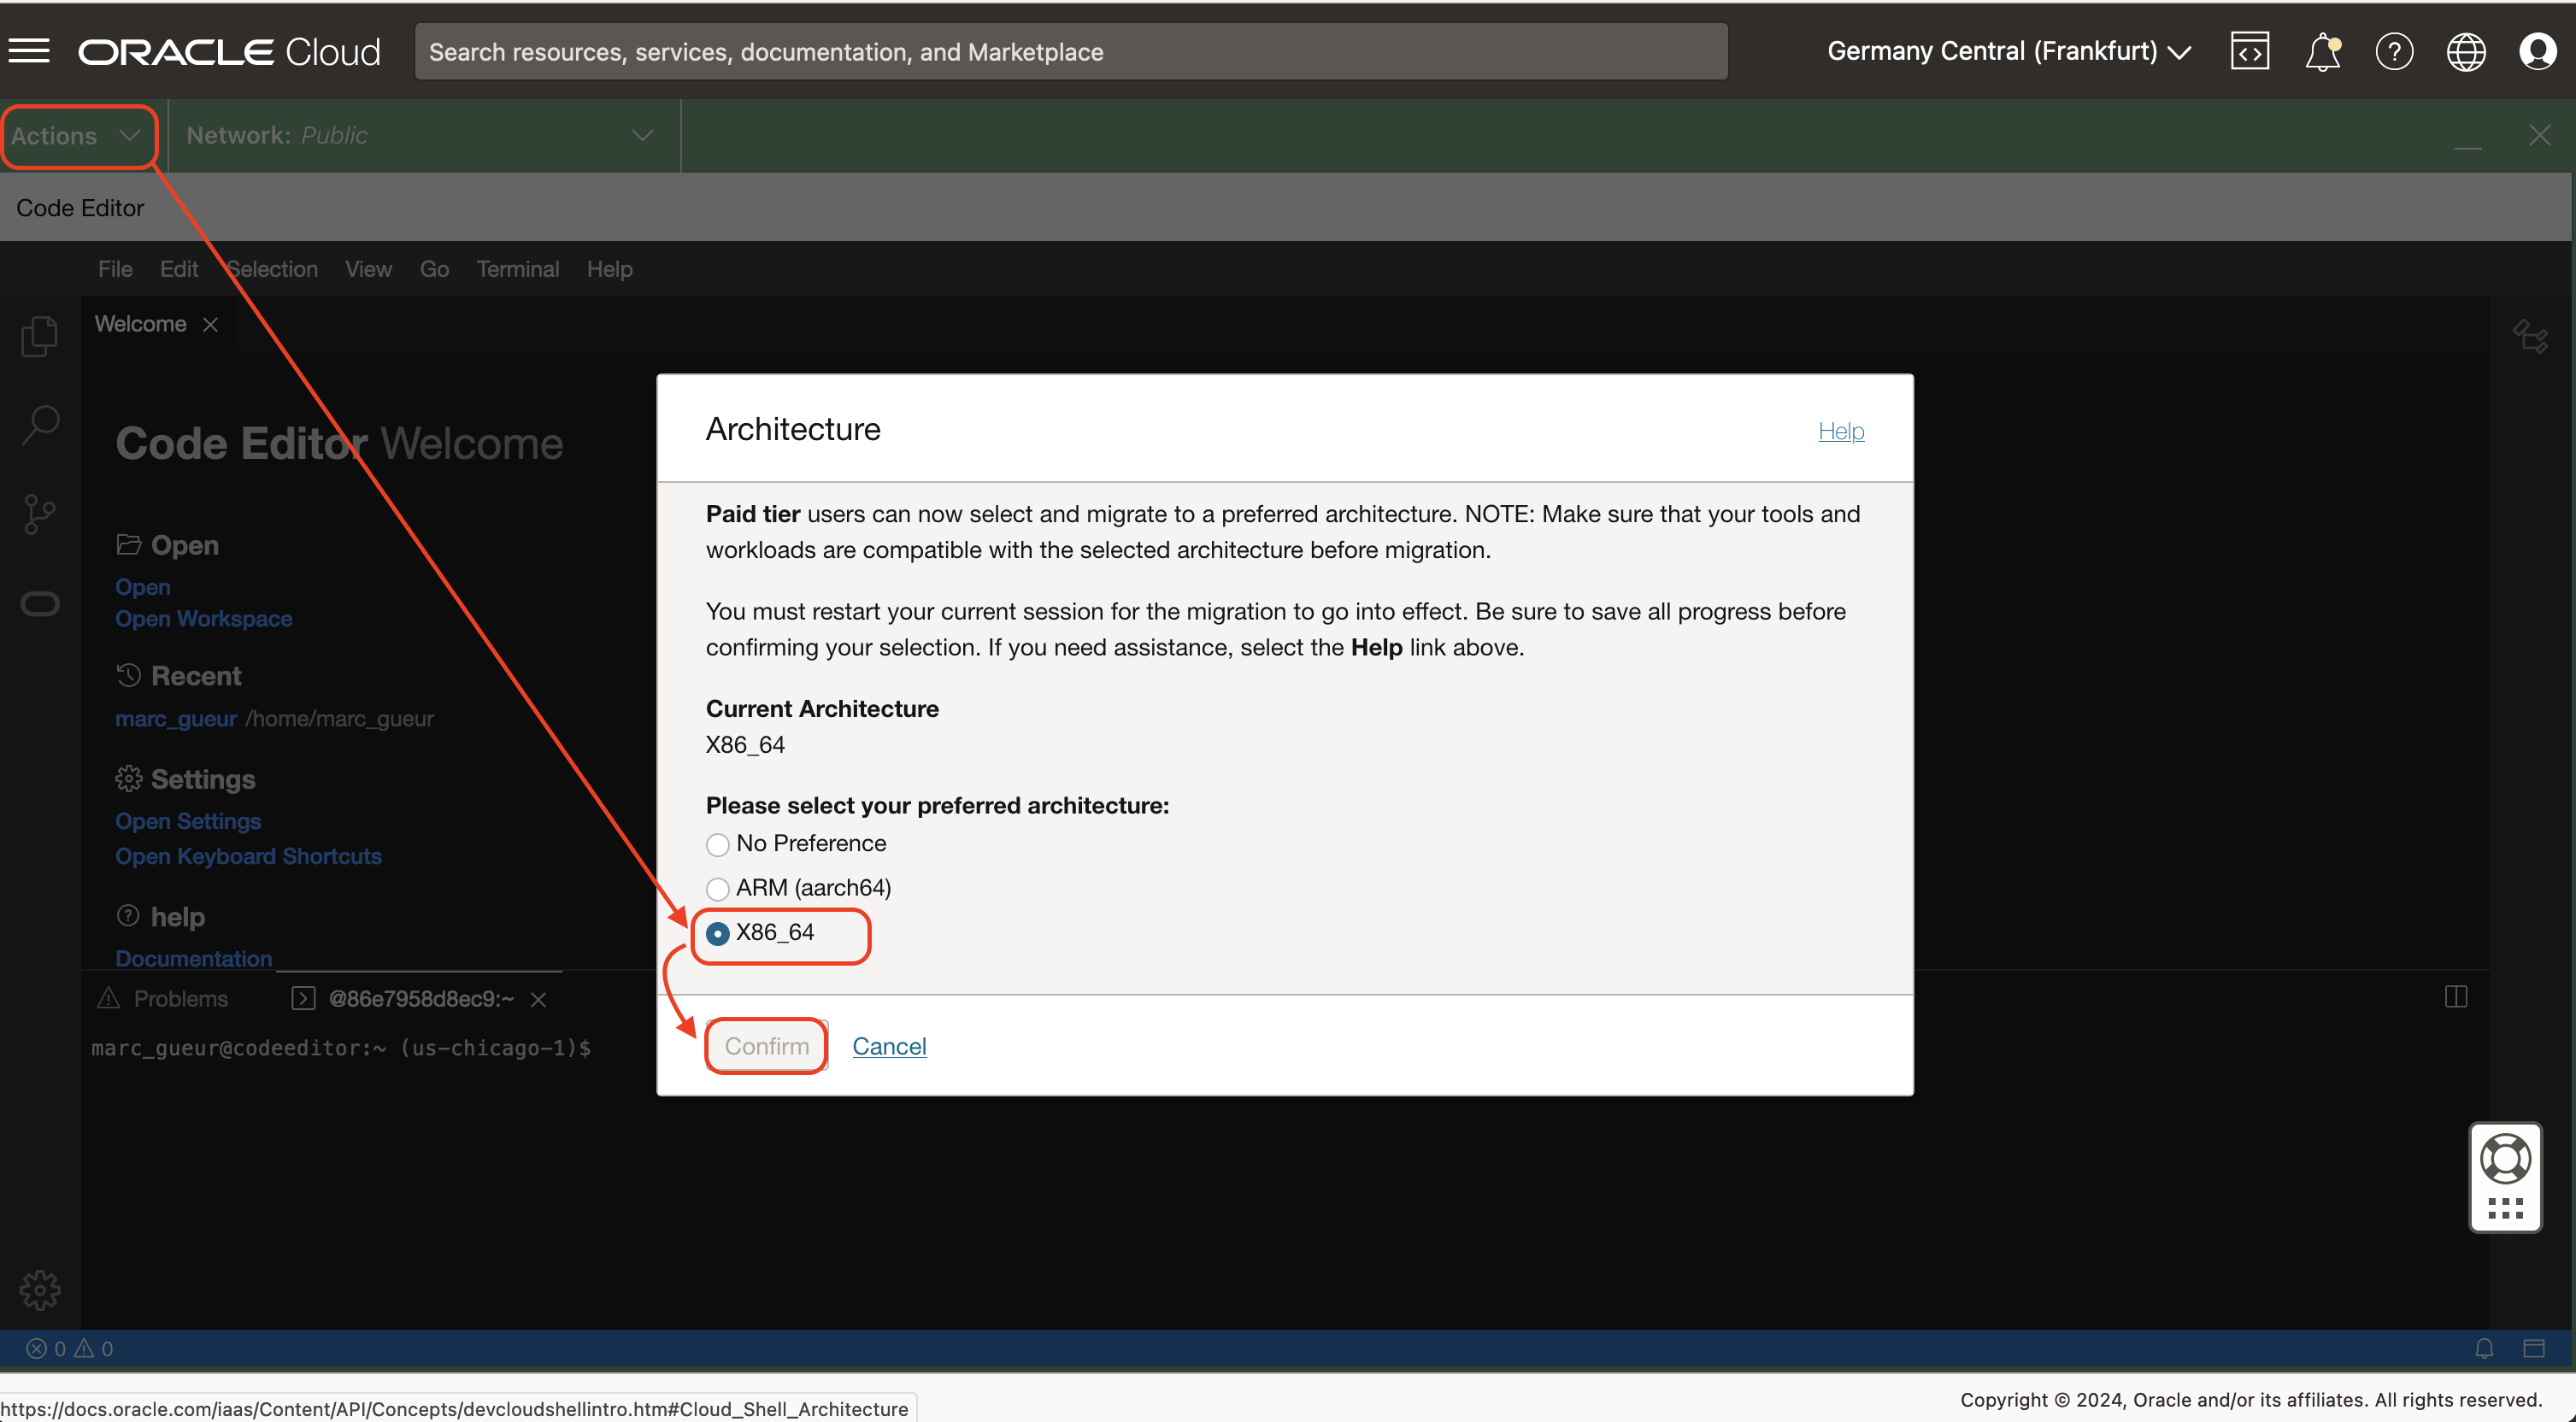 ORACLE Cloud
Search resources, services, documentation, and Marketplace
Germany Central (Frankfurt)
Actions
Network: Public
Code Editor
File Edit Selection View Go Terminal Help
Welcome
Code Editor Welcome
Open
Open
Open Workspace
Recent
marc_gueur /home/marc_gueur
Settings
Open Settings
Open Keyboard Shortcuts
help
Documentation
Architecture
Help
Paid tier users can now select and migrate to a preferred architecture. NOTE: Make sure that your tools and
workloads are compatible with the selected architecture before migration.
You must restart your current session for the migration to go into effect. Be sure to save all progress before
confirming your selection. If you need assistance, select the Help link above.
Current Architecture
X86_64
Please select your preferred architecture:
No Preference
ARM (aarch64)
X86_64
Confirm Cancel
Problems @86e7958d8ec9:~
marc_gueur@codeeditor:~ (us-chicago-1)$
0 0
https://docs.oracle.com/iaas/Content/API/Concepts/devcloudshellintro.htm#Cloud_Shell_Architecture
Copyright © 2024, Oracle and/or its affiliates. All rights reserved.